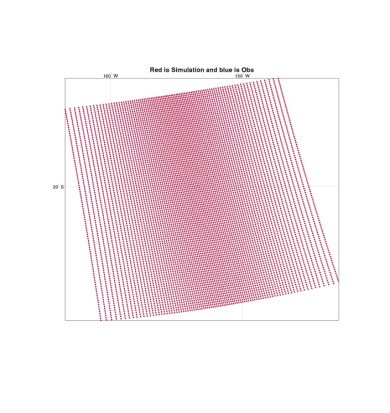 Red is Simulation and blue is Obs
160° W 150° W
20° S